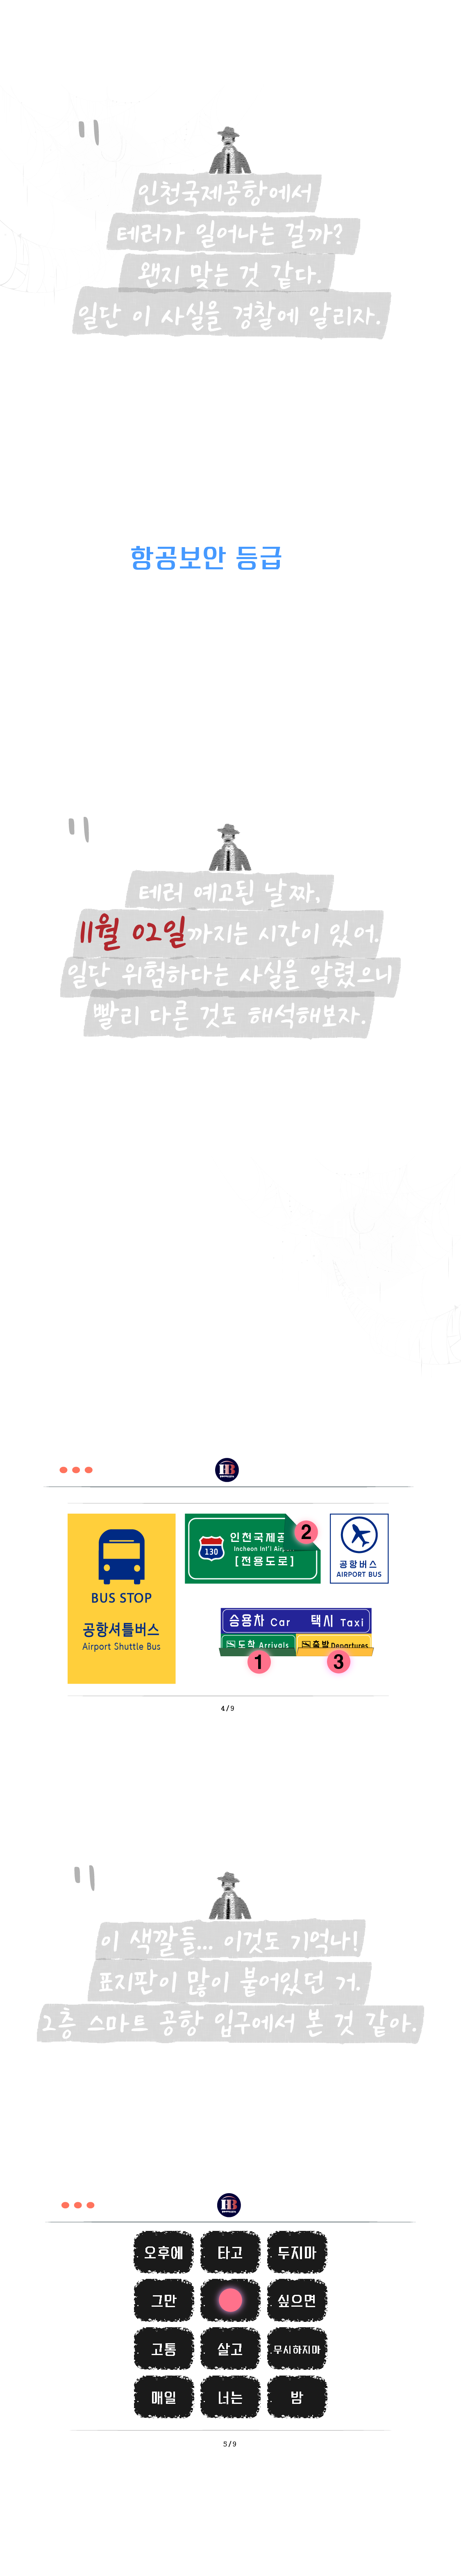 "
인천국제공항에서
테러가 일어나는 걸까?
왠지 맞는 것 같다.
일단 이 사실을 경찰에 알리자.
항공보안 등급
"
테러 예고된 날짜,
11월 02일까지는 시간이 있어.
일단 위험하다는 사실을 알렸으니
빨리 다른 것도 해석해보자.
BUS STOP
공항셔틀버스
Airport Shuttle Bus
130
인천국제공
Incheon Int'l Air
[전용도로]
2
공항버스
AIRPORT BUS
승용차 Car 택시 Taxi
도착 Arrivals 출발 Departures
1 3
4/9
"
이 색깔들... 이것도 기억나!
표지판이 많이 붙어있던 거.
2층 스마트 공항 입구에서 본 것 같아.
오후에 타고 두지마
그만 싶으면
고통 살고 무시하지마
매일 너는 밤
5/9